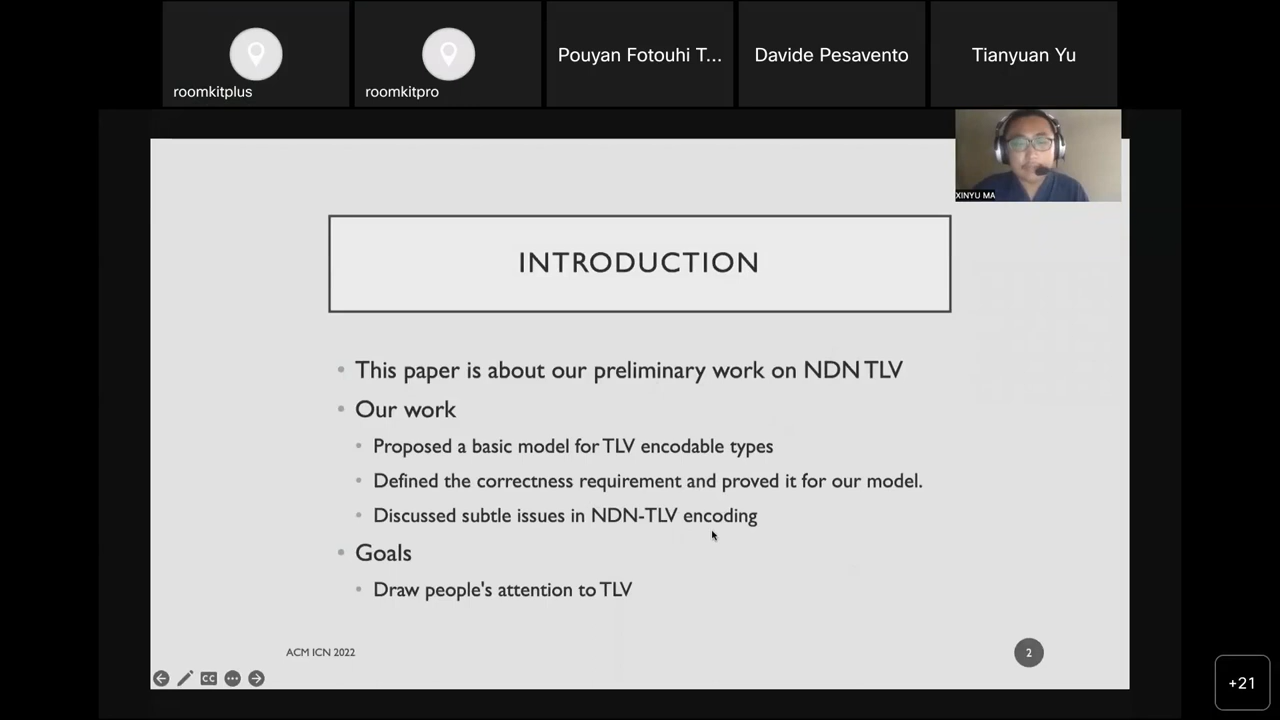 roomkitplus
roomkitpro
Pouyan Fotouhi T...
Davide Pesavento
Tianyuan Yu
XINYU MA
INTRODUCTION
This paper is about our preliminary work on NDN TLV
Our work
Proposed a basic model for TLV encodable types
Defined the correctness requirement and proved it for our model.
Discussed subtle issues in NDN-TLV encoding
Goals
Draw people's attention to TLV
ACM ICN 2022
2
CC
+21